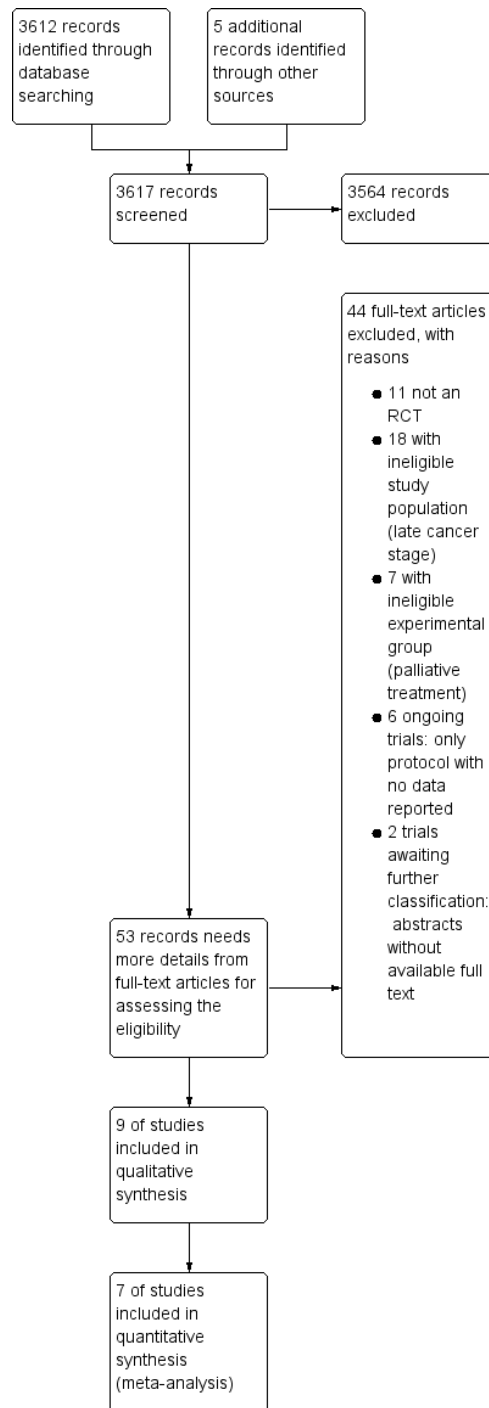 3612 records
identified through
database
searching
5 additional
records identified
through other
sources
3617 records
screened
3564 records
excluded
44 full-text articles
excluded, with
reasons
● 11 not an
RCT
● 18 with
ineligible
study
population
(late cancer
stage)
● 7 with
ineligible
experimental
group
(palliative
treatment)
● 6 ongoing
trials: only
protocol with
no data
reported
● 2 trials
awaiting
further
classification:
abstracts
without
available full
text
53 records needs
more details from
full-text articles for
assessing the
eligibility
9 of studies
included in
qualitative
synthesis
7 of studies
included in
quantitative
synthesis
(meta-analysis)